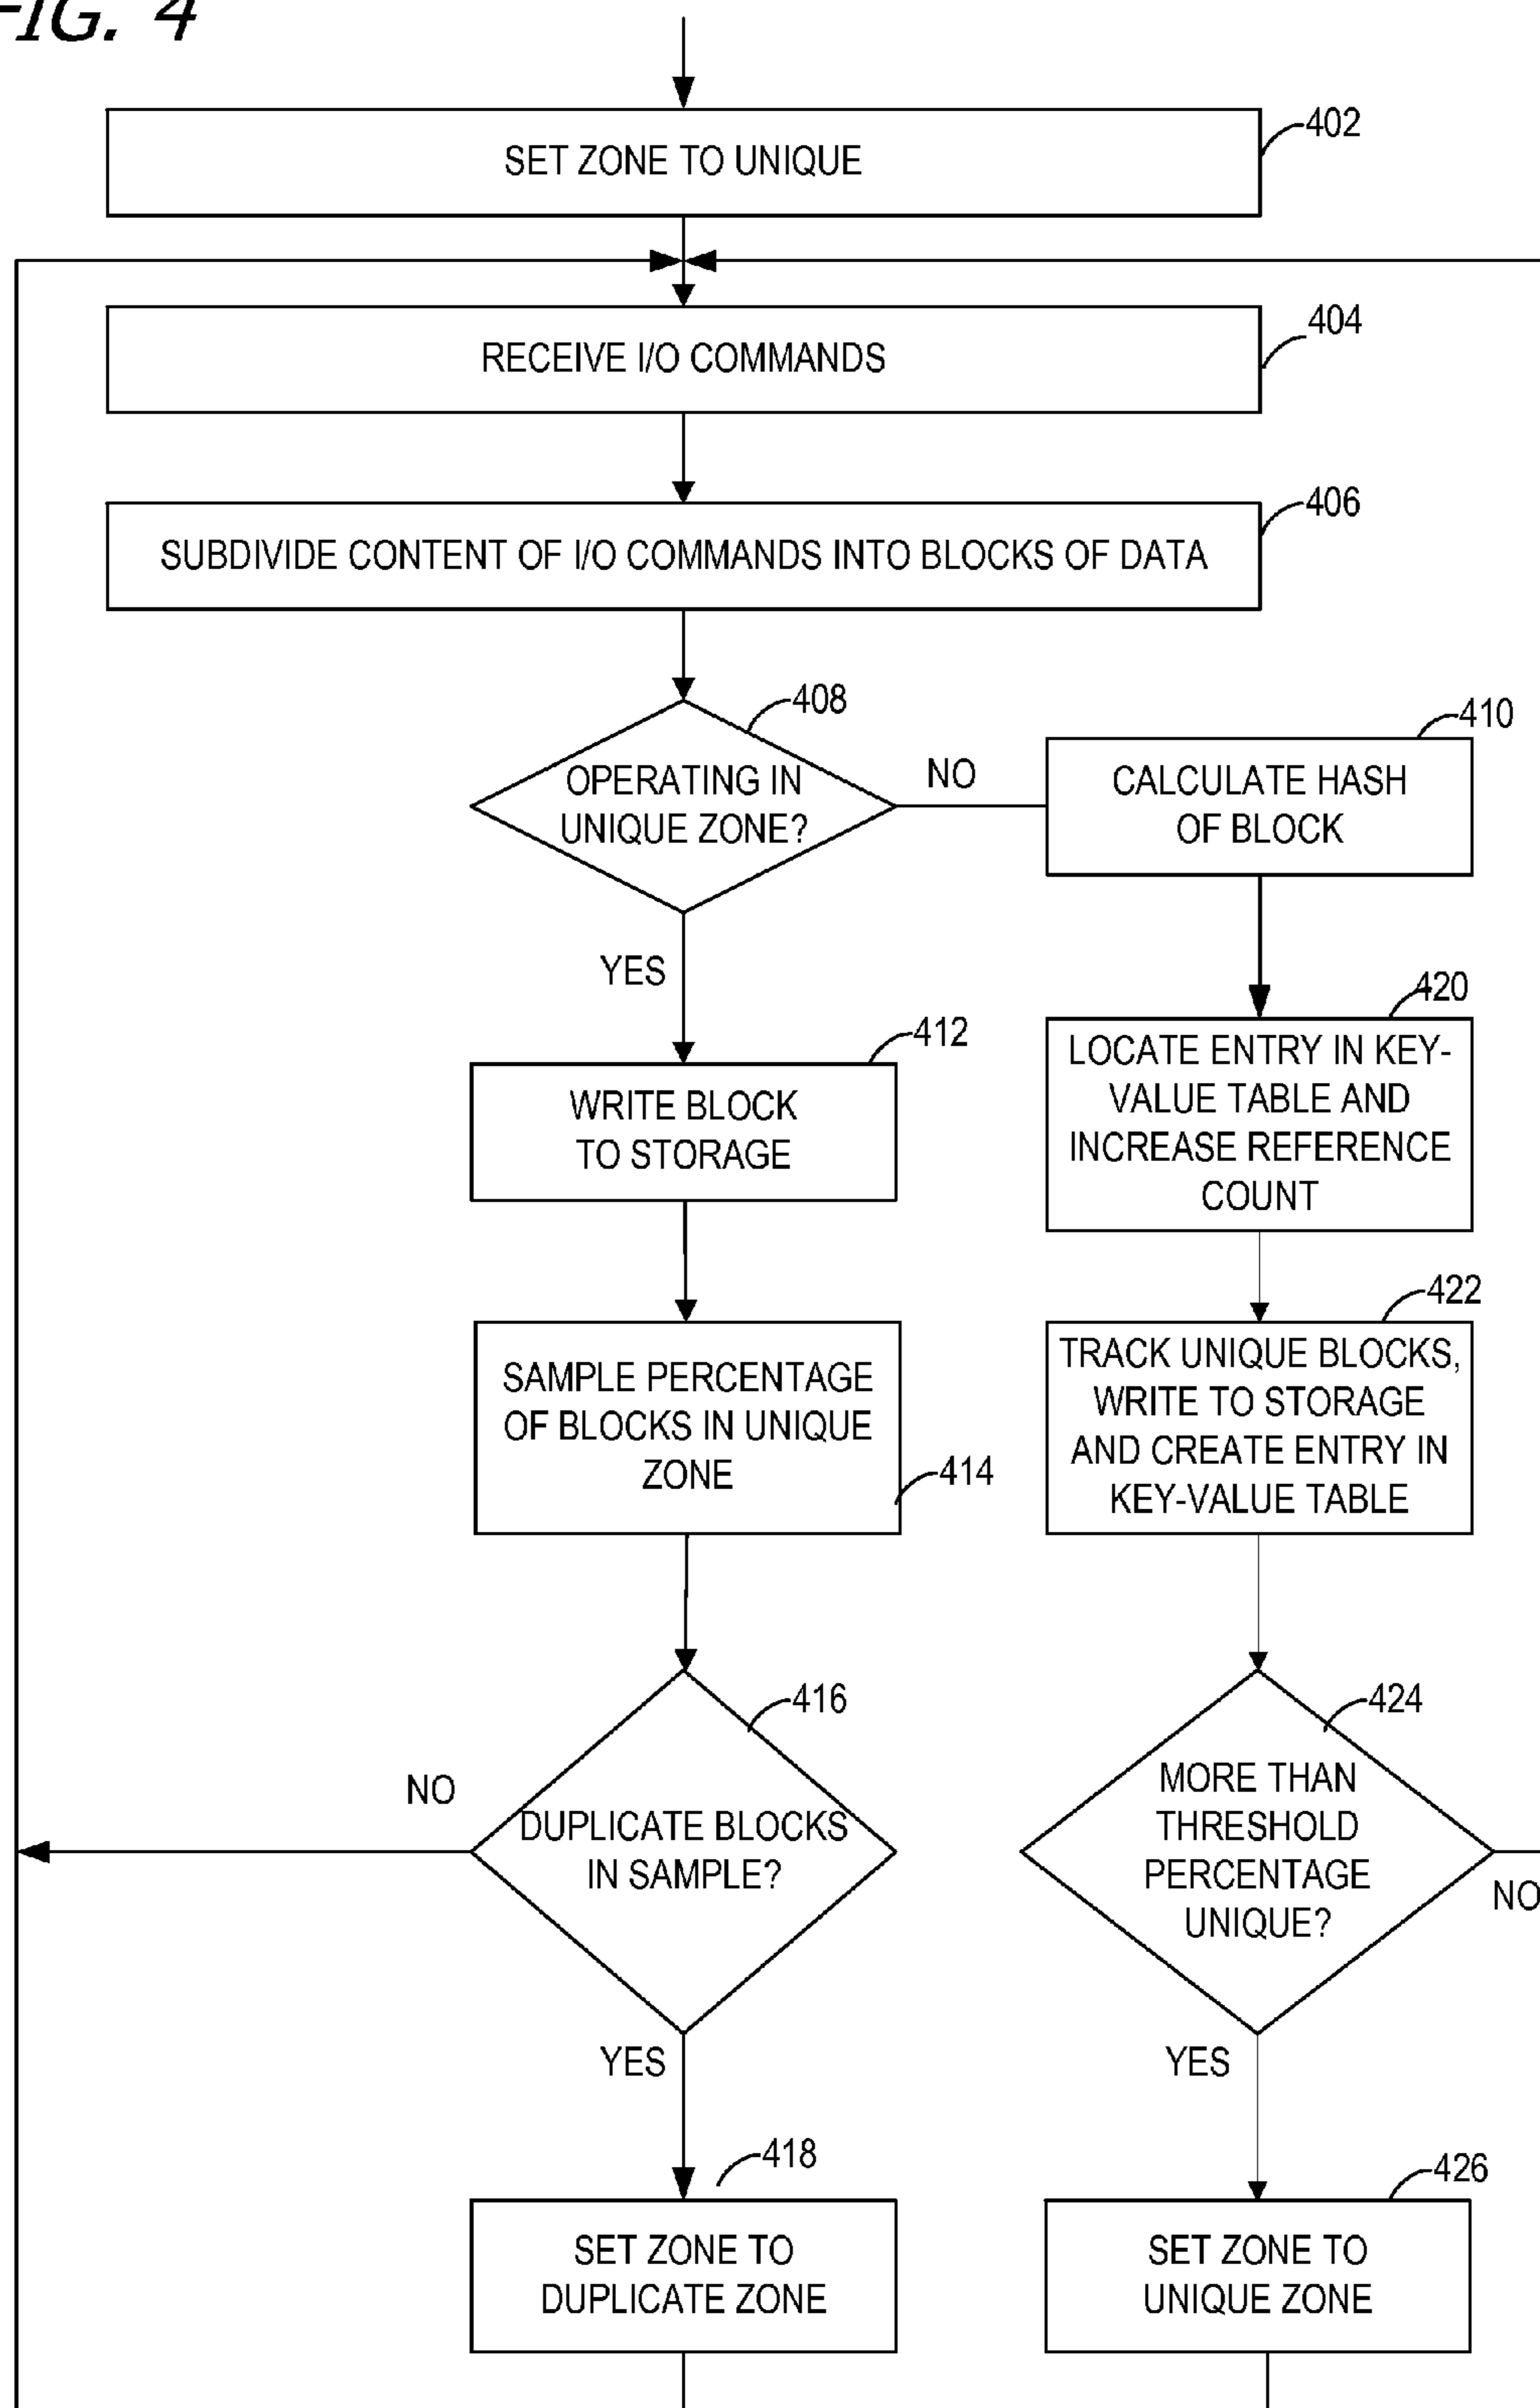 FIG. 4
402
SET ZONE TO UNIQUE
404
RECEIVE I/O COMMANDS
406
SUBDIVIDE CONTENT OF I/O COMMANDS INTO BLOCKS OF DATA
408
OPERATING IN
UNIQUE ZONE?
NO
410
CALCULATE HASH
OF BLOCK
YES
412
WRITE BLOCK
TO STORAGE
420
LOCATE ENTRY IN KEY-
VALUE TABLE AND
INCREASE REFERENCE
COUNT
414
SAMPLE PERCENTAGE
OF BLOCKS IN UNIQUE
ZONE
422
TRACK UNIQUE BLOCKS,
WRITE TO STORAGE
AND CREATE ENTRY IN
KEY-VALUE TABLE
416
DUPLICATE BLOCKS
IN SAMPLE?
NO
424
MORE THAN
THRESHOLD
PERCENTAGE
UNIQUE?
NO
YES
YES
418
SET ZONE TO
DUPLICATE ZONE
426
SET ZONE TO
UNIQUE ZONE